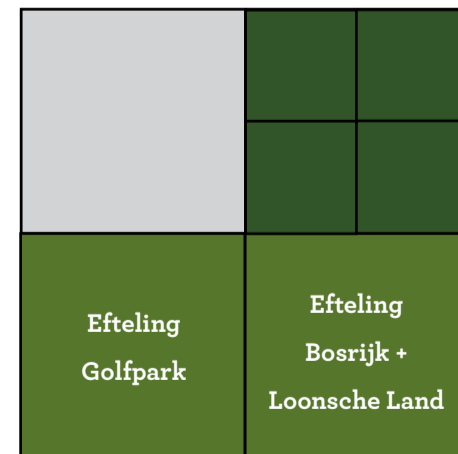 Efteling
Golfpark
Efteling
Bosrijk +
Loonsche Land